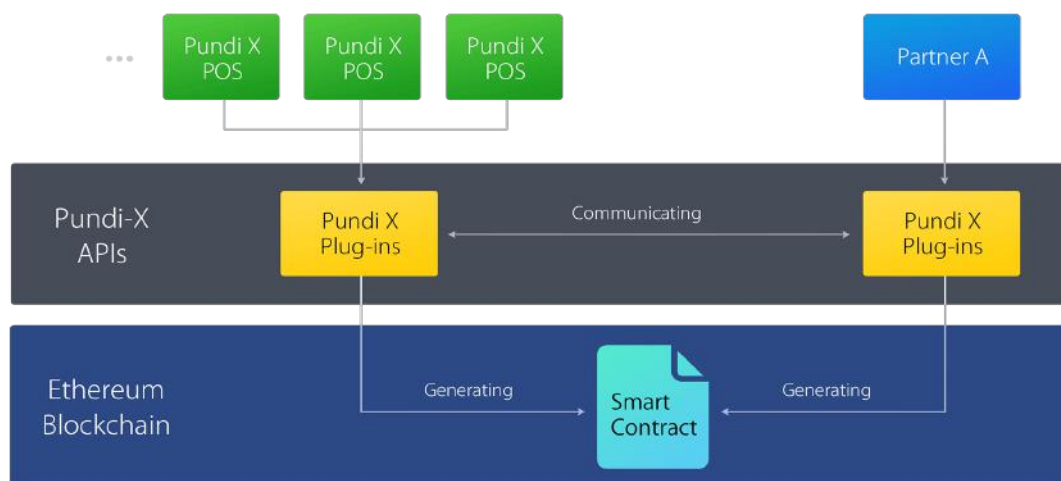 ...
Pundi X
POS
Pundi X
POS
Pundi X
POS
Partner A
Pundi-X
APIs
Pundi X
Plug-ins
Communicating
Pundi X
Plug-ins
Ethereum
Blockchain
Generating
Smart
Contract
Generating